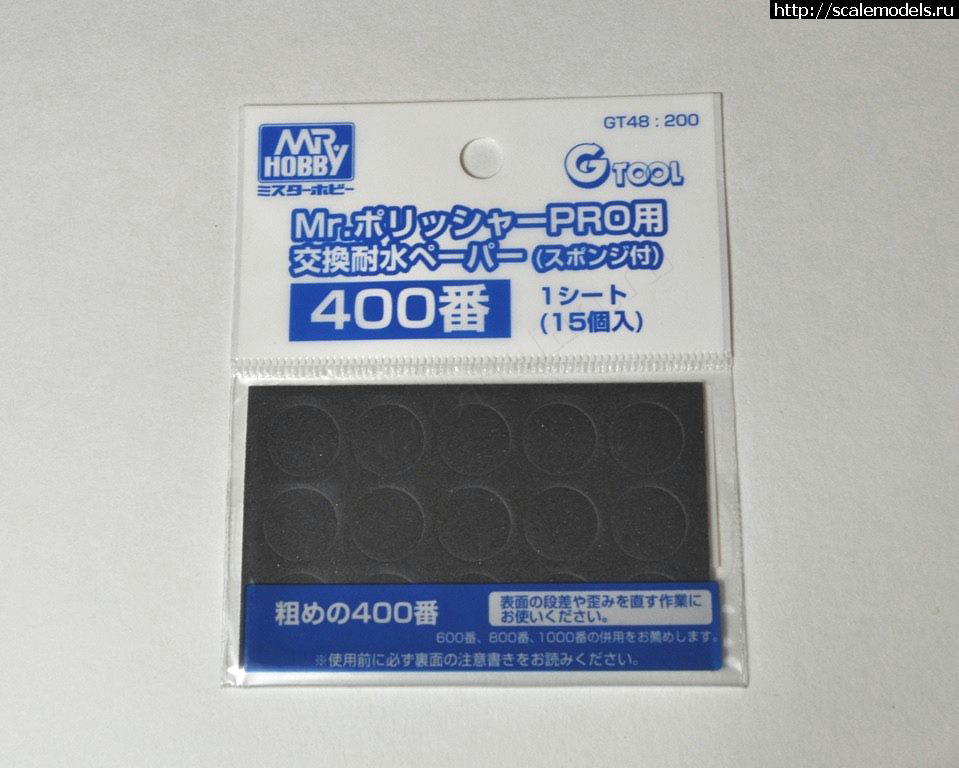 http://scalemodels.ru
GT48 : 200
MR. HOBBY
ミスターホビー
G TOOL
Mr.ポリッシャーPRO用
交換耐水ペーパー (スポンジ付)
400番
1シート
(15個入)
粗めの400番
表面の段差や歪みを直す作業に
お使いください。
600番、800番、1000番の併用をお薦めします。
※使用前に必ず裏面の注意書きをお読みください。